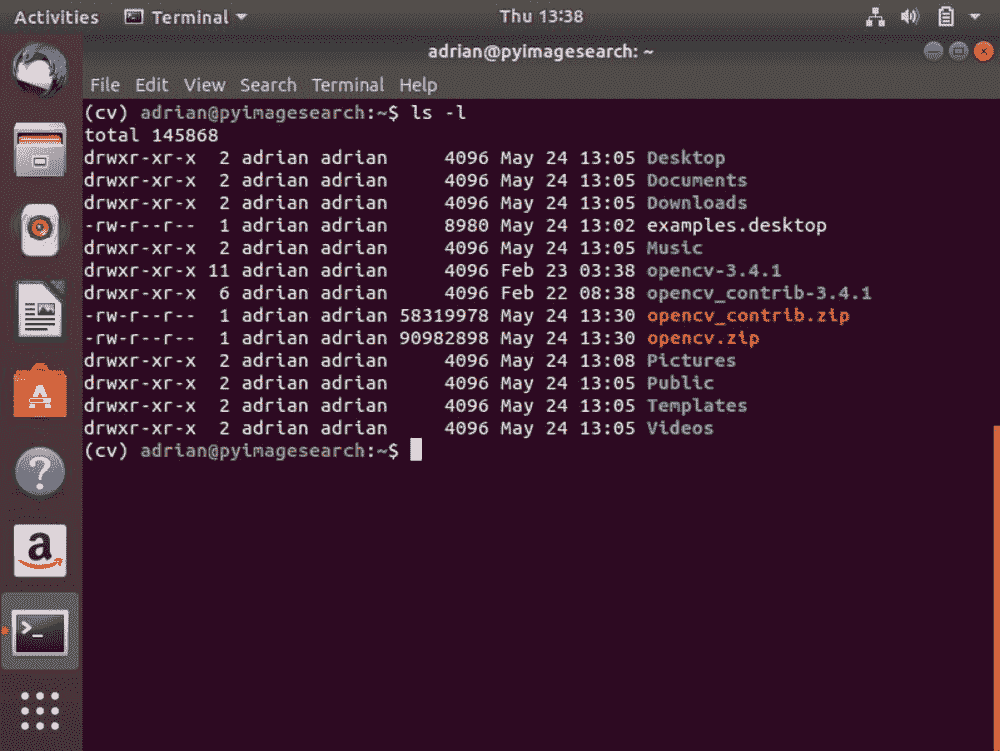 Activities Terminal Thu 13:38
adrian@pyimagesearch: ~
File Edit View Search Terminal Help
(cv) adrian@pyimagesearch:~$ ls -l
total 145868
drwxr-xr-x  2 adrian adrian     4096 May 24 13:05 Desktop
drwxr-xr-x  2 adrian adrian     4096 May 24 13:05 Documents
drwxr-xr-x  2 adrian adrian     4096 May 24 13:05 Downloads
-rw-r--r--  1 adrian adrian     8980 May 24 13:02 examples.desktop
drwxr-xr-x  2 adrian adrian     4096 May 24 13:05 Music
drwxr-xr-x 11 adrian adrian     4096 Feb 23 03:38 opencv-3.4.1
drwxr-xr-x  6 adrian adrian     4096 Feb 22 08:38 opencv_contrib-3.4.1
-rw-r--r--  1 adrian adrian 58319978 May 24 13:30 opencv_contrib.zip
-rw-r--r--  1 adrian adrian 90982898 May 24 13:30 opencv.zip
drwxr-xr-x  2 adrian adrian     4096 May 24 13:08 Pictures
drwxr-xr-x  2 adrian adrian     4096 May 24 13:05 Public
drwxr-xr-x  2 adrian adrian     4096 May 24 13:05 Templates
drwxr-xr-x  2 adrian adrian     4096 May 24 13:05 Videos
(cv) adrian@pyimagesearch:~$